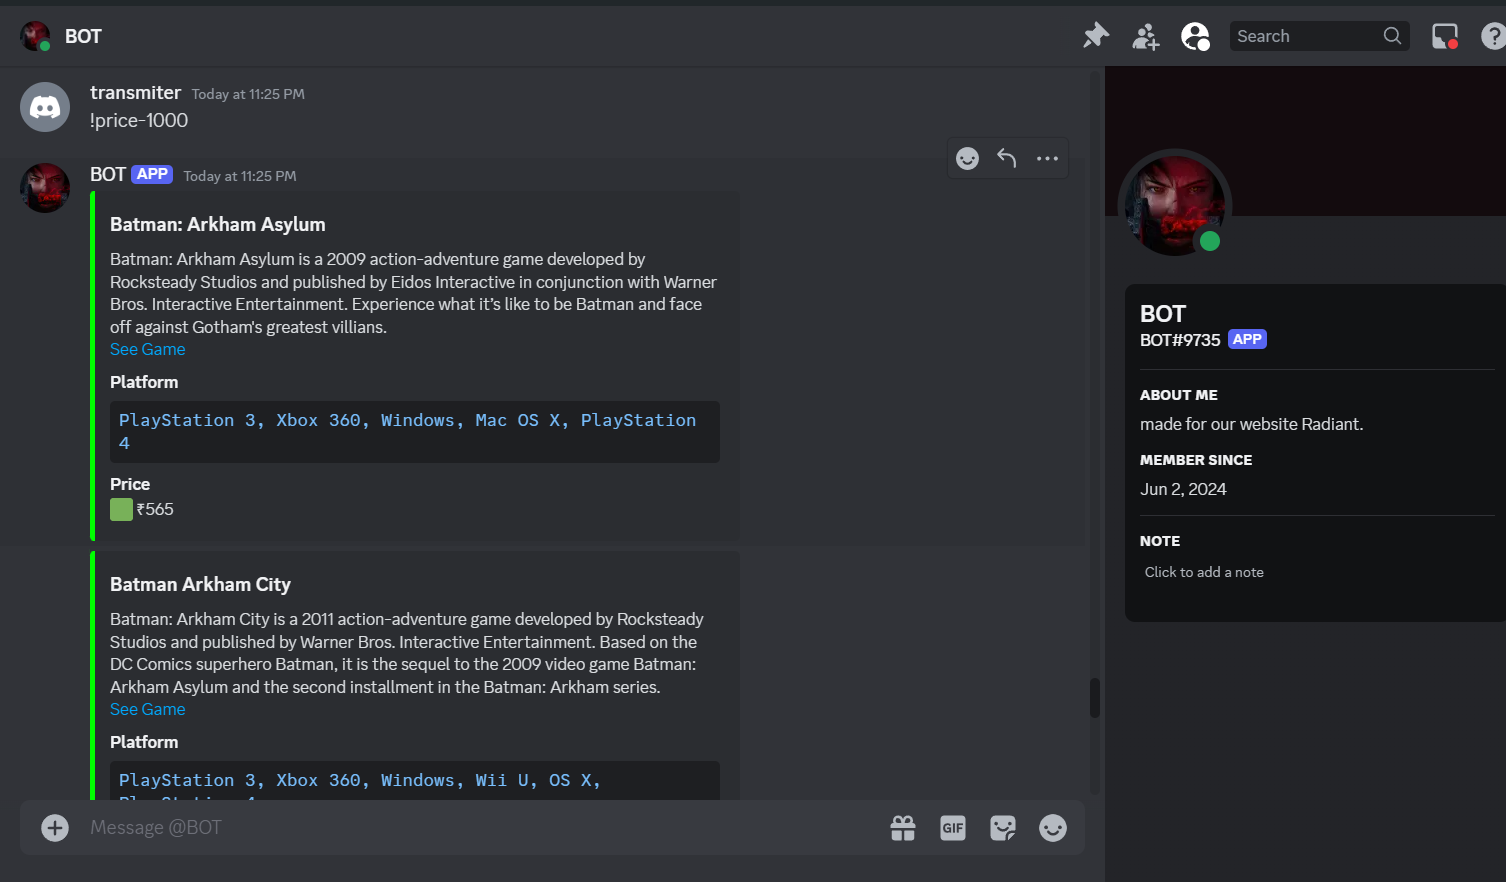 BOT
Search
transmiter Today at 11:25 PM
!price-1000
BOT APP Today at 11:25 PM
Batman: Arkham Asylum
Batman: Arkham Asylum is a 2009 action-adventure game developed by
Rocksteady Studios and published by Eidos Interactive in conjunction with Warner
Bros. Interactive Entertainment. Experience what it’s like to be Batman and face
off against Gotham's greatest villians.
See Game
Platform
PlayStation 3, Xbox 360, Windows, Mac OS X, PlayStation
4
Price
₹565
Batman Arkham City
Batman: Arkham City is a 2011 action-adventure game developed by Rocksteady
Studios and published by Warner Bros. Interactive Entertainment. Based on the
DC Comics superhero Batman, it is the sequel to the 2009 video game Batman:
Arkham Asylum and the second installment in the Batman: Arkham series.
See Game
Platform
PlayStation 3, Xbox 360, Windows, Wii U, OS X,
Message @BOT
GIF
BOT
BOT#9735 APP
ABOUT ME
made for our website Radiant.
MEMBER SINCE
Jun 2, 2024
NOTE
Click to add a note